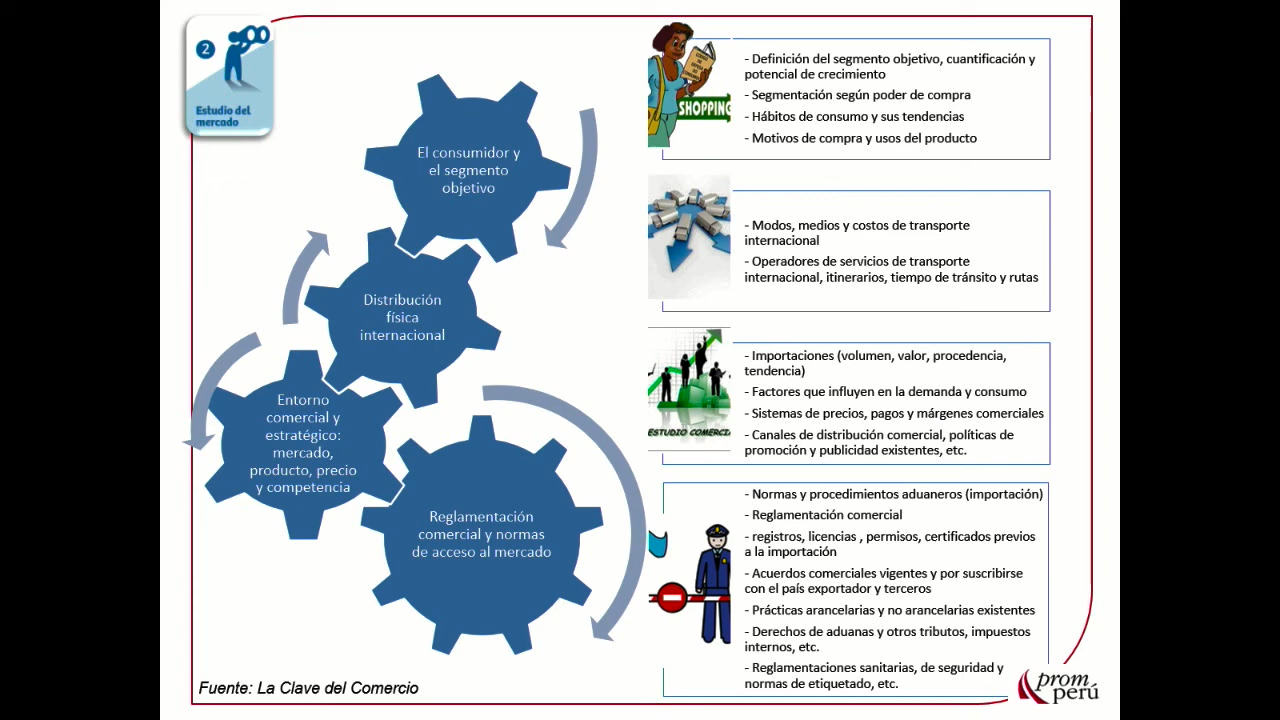 2
Estudio del
mercado
El consumidor y
el segmento
objetivo
Distribución
física
internacional
Entorno
comercial y
estratégico:
mercado,
producto, precio
y competencia
Reglamentación
comercial y normas
de acceso al mercado
SHOPPING
- Definición del segmento objetivo, cuantificación y
potencial de crecimiento
- Segmentación según poder de compra
- Hábitos de consumo y sus tendencias
- Motivos de compra y usos del producto
- Modos, medios y costos de transporte
internacional
- Operadores de servicios de transporte
internacional, itinerarios, tiempo de tránsito y rutas
ESTUDIO COMERCI
- Importaciones (volumen, valor, procedencia,
tendencia)
- Factores que influyen en la demanda y consumo
- Sistemas de precios, pagos y márgenes comerciales
- Canales de distribución comercial, políticas de
promoción y publicidad existentes, etc.
- Normas y procedimientos aduaneros (importación)
- Reglamentación comercial
- registros, licencias , permisos, certificados previos
a la importación
- Acuerdos comerciales vigentes y por suscribirse
con el país exportador y terceros
- Prácticas arancelarias y no arancelarias existentes
- Derechos de aduanas y otros tributos, impuestos
internos, etc.
- Reglamentaciones sanitarias, de seguridad y
normas de etiquetado, etc.
Fuente: La Clave del Comercio
prom
perú